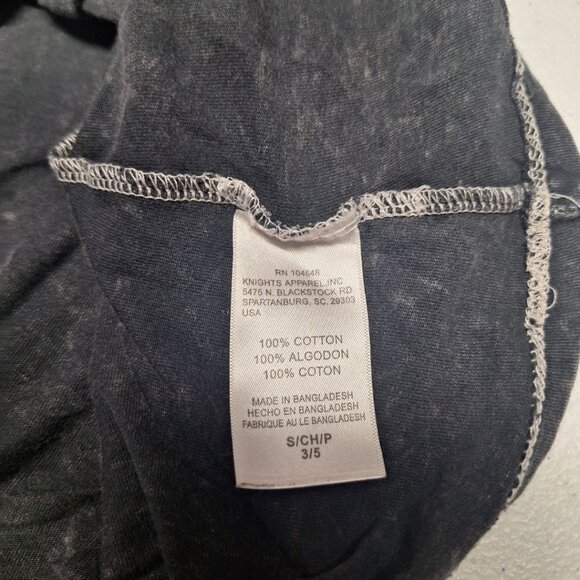 RN 104648
KNIGHTS APPAREL,INC
5475 N. BLACKSTOCK RD
SPARTANBURG, SC. 29303
USA
100% COTTON
100% ALGODON
100% COTON
MADE IN BANGLADESH
HECHO EN BANGLADESH
FABRIQUE AU LE BANGLADESH
S/CH/P
3/5